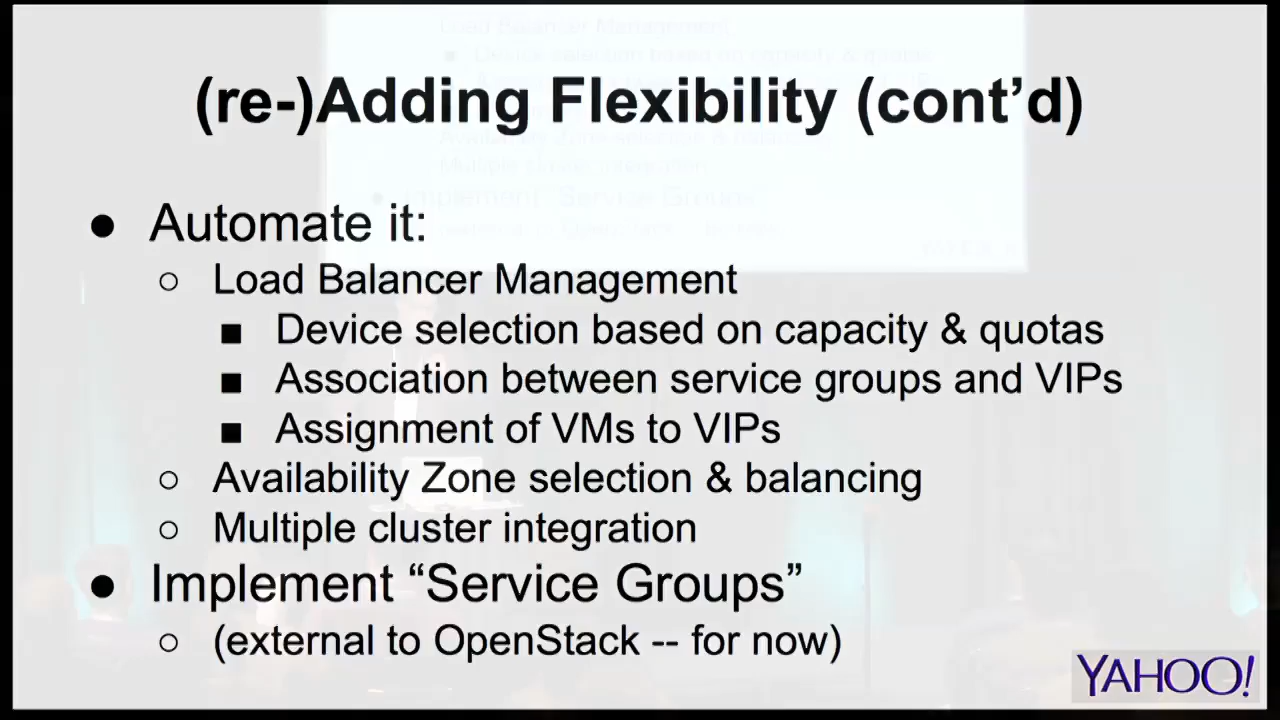 (re-)Adding Flexibility (cont’d)
● Automate it:
○ Load Balancer Management
■ Device selection based on capacity & quotas
■ Association between service groups and VIPs
■ Assignment of VMs to VIPs
○ Availability Zone selection & balancing
○ Multiple cluster integration
● Implement “Service Groups”
○ (external to OpenStack -- for now)
YAHOO!